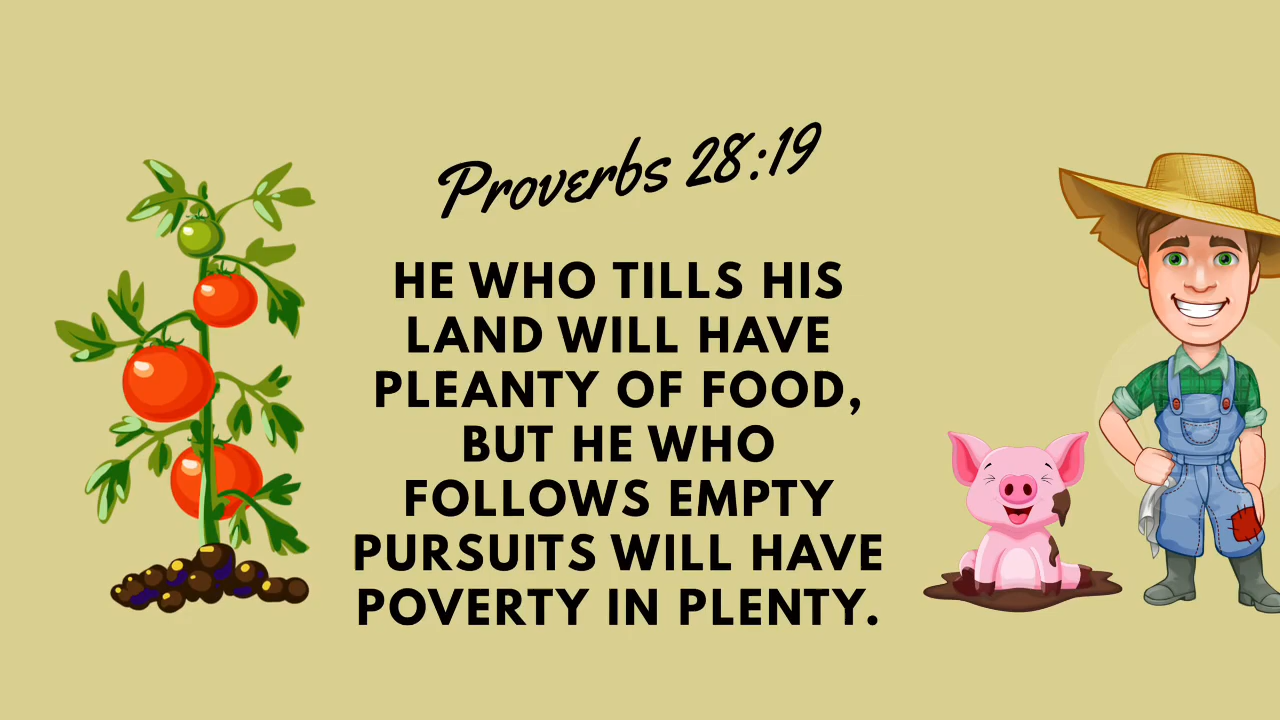 Proverbs 28:19
HE WHO TILLS HIS
LAND WILL HAVE
PLEANTY OF FOOD,
BUT HE WHO
FOLLOWS EMPTY
PURSUITS WILL HAVE
POVERTY IN PLENTY.